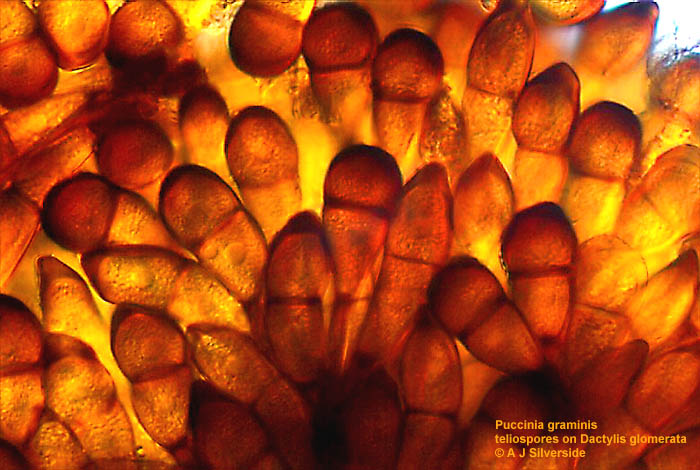 Puccinia graminis
teliospores on Dactylis glomerata
© A J Silverside